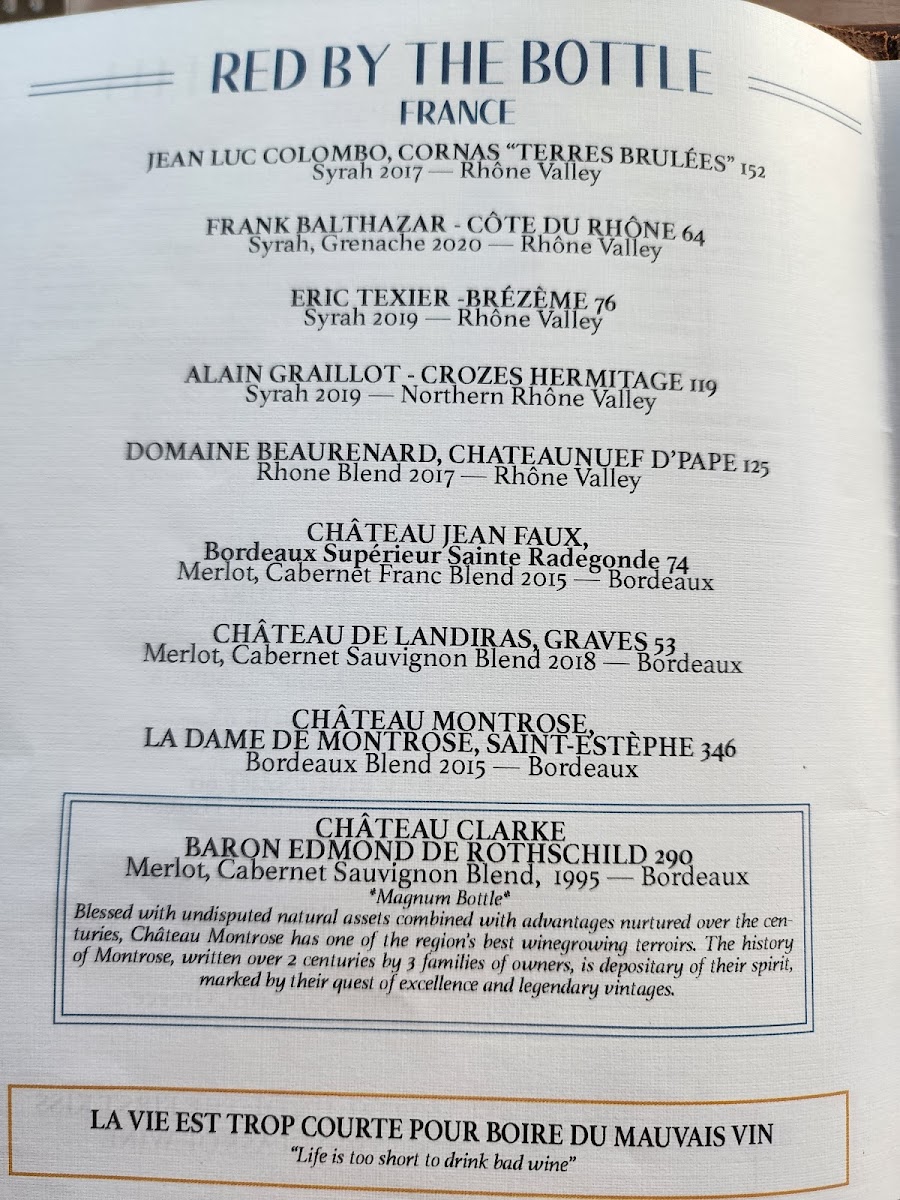 RED BY THE BOTTLE
FRANCE
JEAN LUC COLOMBO, CORNAS “TERRES BRULÉES” 152
Syrah 2017 — Rhône Valley
FRANK BALTHAZAR - CÔTE DU RHÔNE 64
Syrah, Grenache 2020 — Rhône Valley
ERIC TEXIER -BRÉZÈME 76
Syrah 2019 — Rhône Valley
ALAIN GRAILLOT - CROZES HERMITAGE 119
Syrah 2019 — Northern Rhône Valley
DOMAINE BEAURENARD, CHATEAUNUEF D’PAPE 125
Rhone Blend 2017 — Rhône Valley
CHÂTEAU JEAN FAUX,
Bordeaux Supérieur Sainte Radegonde 74
Merlot, Cabernet Franc Blend 2015 — Bordeaux
CHÂTEAU DE LANDIRAS, GRAVES 53
Merlot, Cabernet Sauvignon Blend 2018 — Bordeaux
CHÂTEAU MONTROSE,
LA DAME DE MONTROSE, SAINT-ESTÈPHE 346
Bordeaux Blend 2015 — Bordeaux
CHÂTEAU CLARKE
BARON EDMOND DE ROTHSCHILD 290
Merlot, Cabernet Sauvignon Blend, 1995 — Bordeaux
*Magnum Bottle*
Blessed with undisputed natural assets combined with advantages nurtured over the cen-
turies, Château Montrose has one of the region’s best winegrowing terroirs. The history
of Montrose, written over 2 centuries by 3 families of owners, is depositary of their spirit,
marked by their quest of excellence and legendary vintages.
LA VIE EST TROP COURTE POUR BOIRE DU MAUVAIS VIN
“Life is too short to drink bad wine”